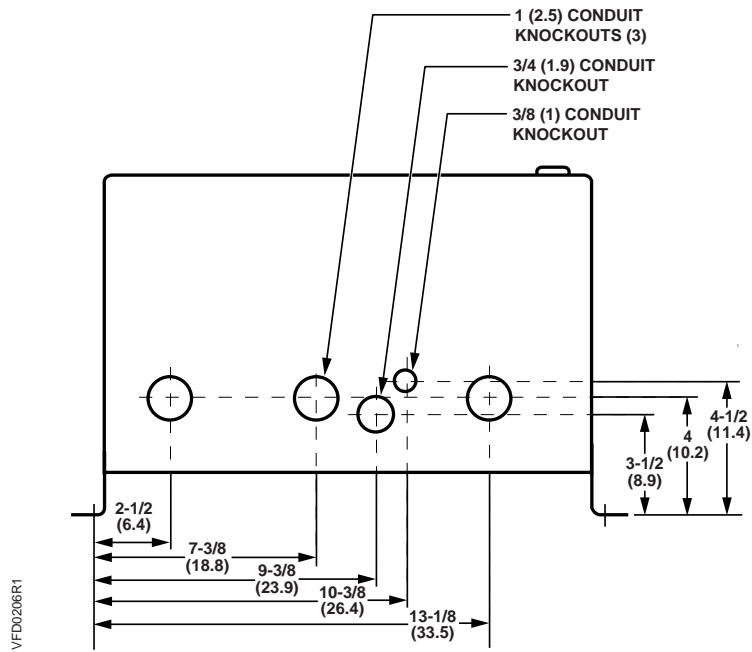 1 (2.5) CONDUIT
KNOCKOUTS (3)
3/4 (1.9) CONDUIT
KNOCKOUT
3/8 (1) CONDUIT
KNOCKOUT
4-1/2
(11.4)
4
(10.2)
3-1/2
(8.9)
2-1/2
(6.4)
7-3/8
(18.8)
9-3/8
(23.9)
10-3/8
(26.4)
13-1/8
(33.5)
VFD0206R1